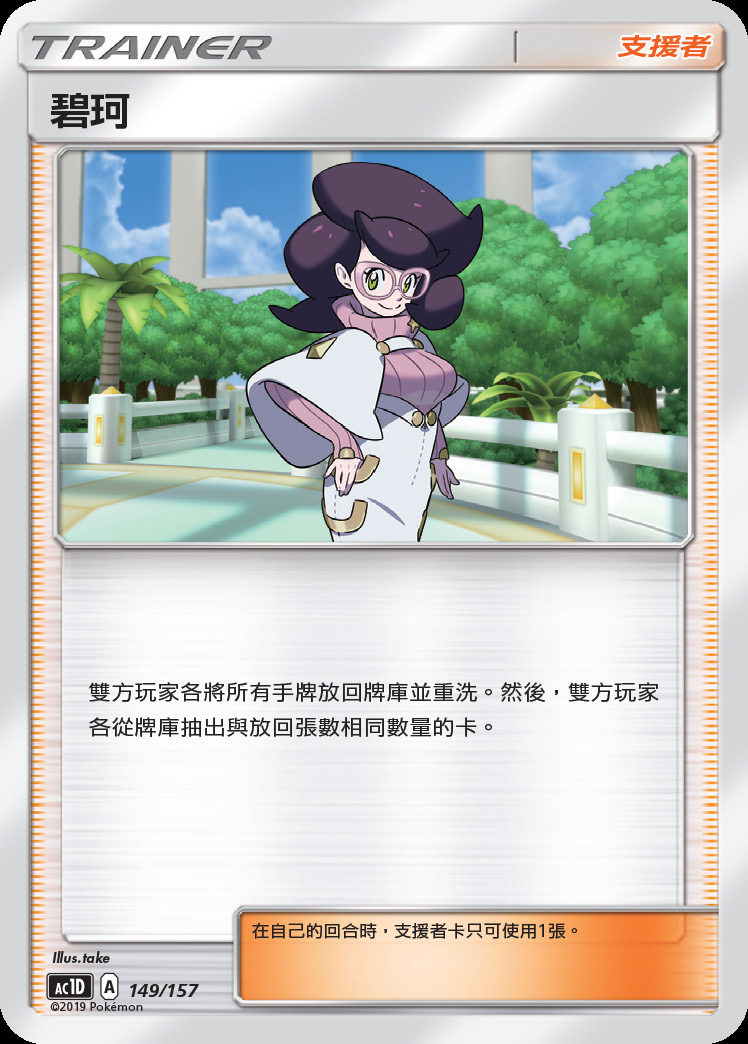 TRAINER 支援者
碧珂
雙方玩家各將所有手牌放回牌庫並重洗。然後，雙方玩家
各從牌庫抽出與放回張數相同數量的卡。
在自己的回合時，支援者卡只可使用1張。
Illus.take
AC1D A 149/157
©2019 Pokémon